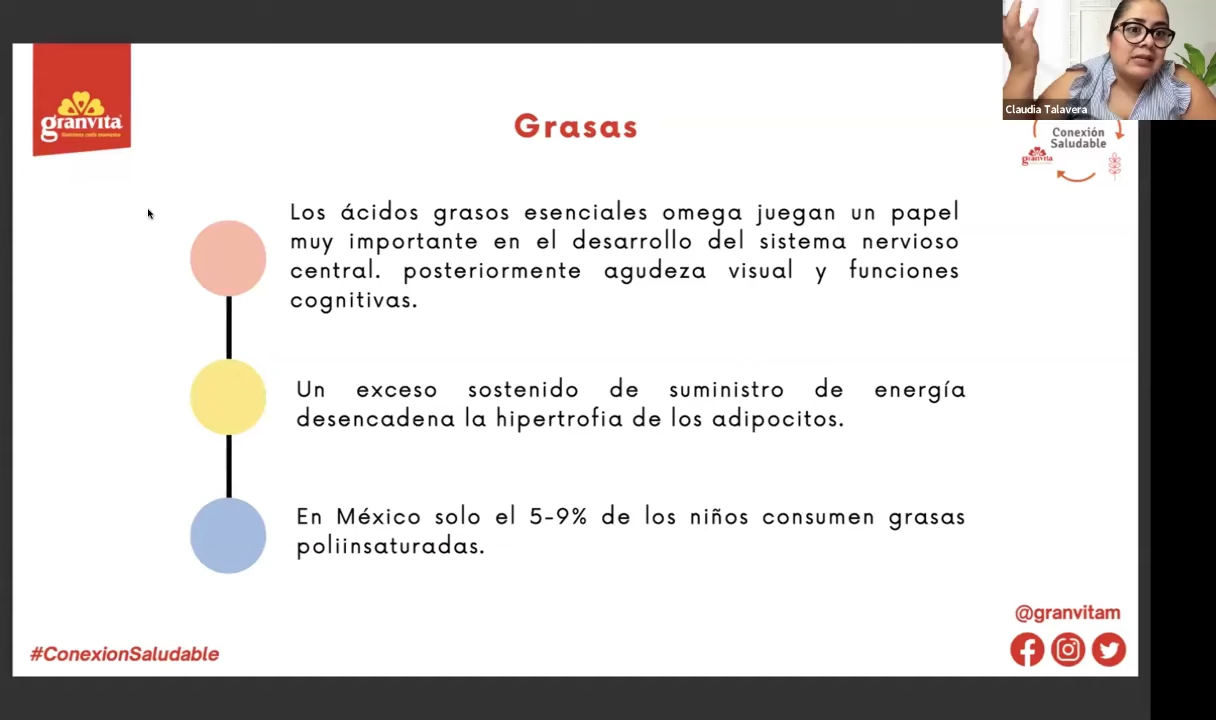 granvita
Grasas
Claudia Talavera
Conexión
Saludable
granvita
Los ácidos grasos esenciales omega juegan un papel
muy importante en el desarrollo del sistema nervioso
central. posteriormente agudeza visual y funciones
cognitivas.
Un exceso sostenido de suministro de energía
desencadena la hipertrofia de los adipocitos.
En México solo el 5-9% de los niños consumen grasas
poliinsaturadas.
@granvitam
#ConexionSaludable